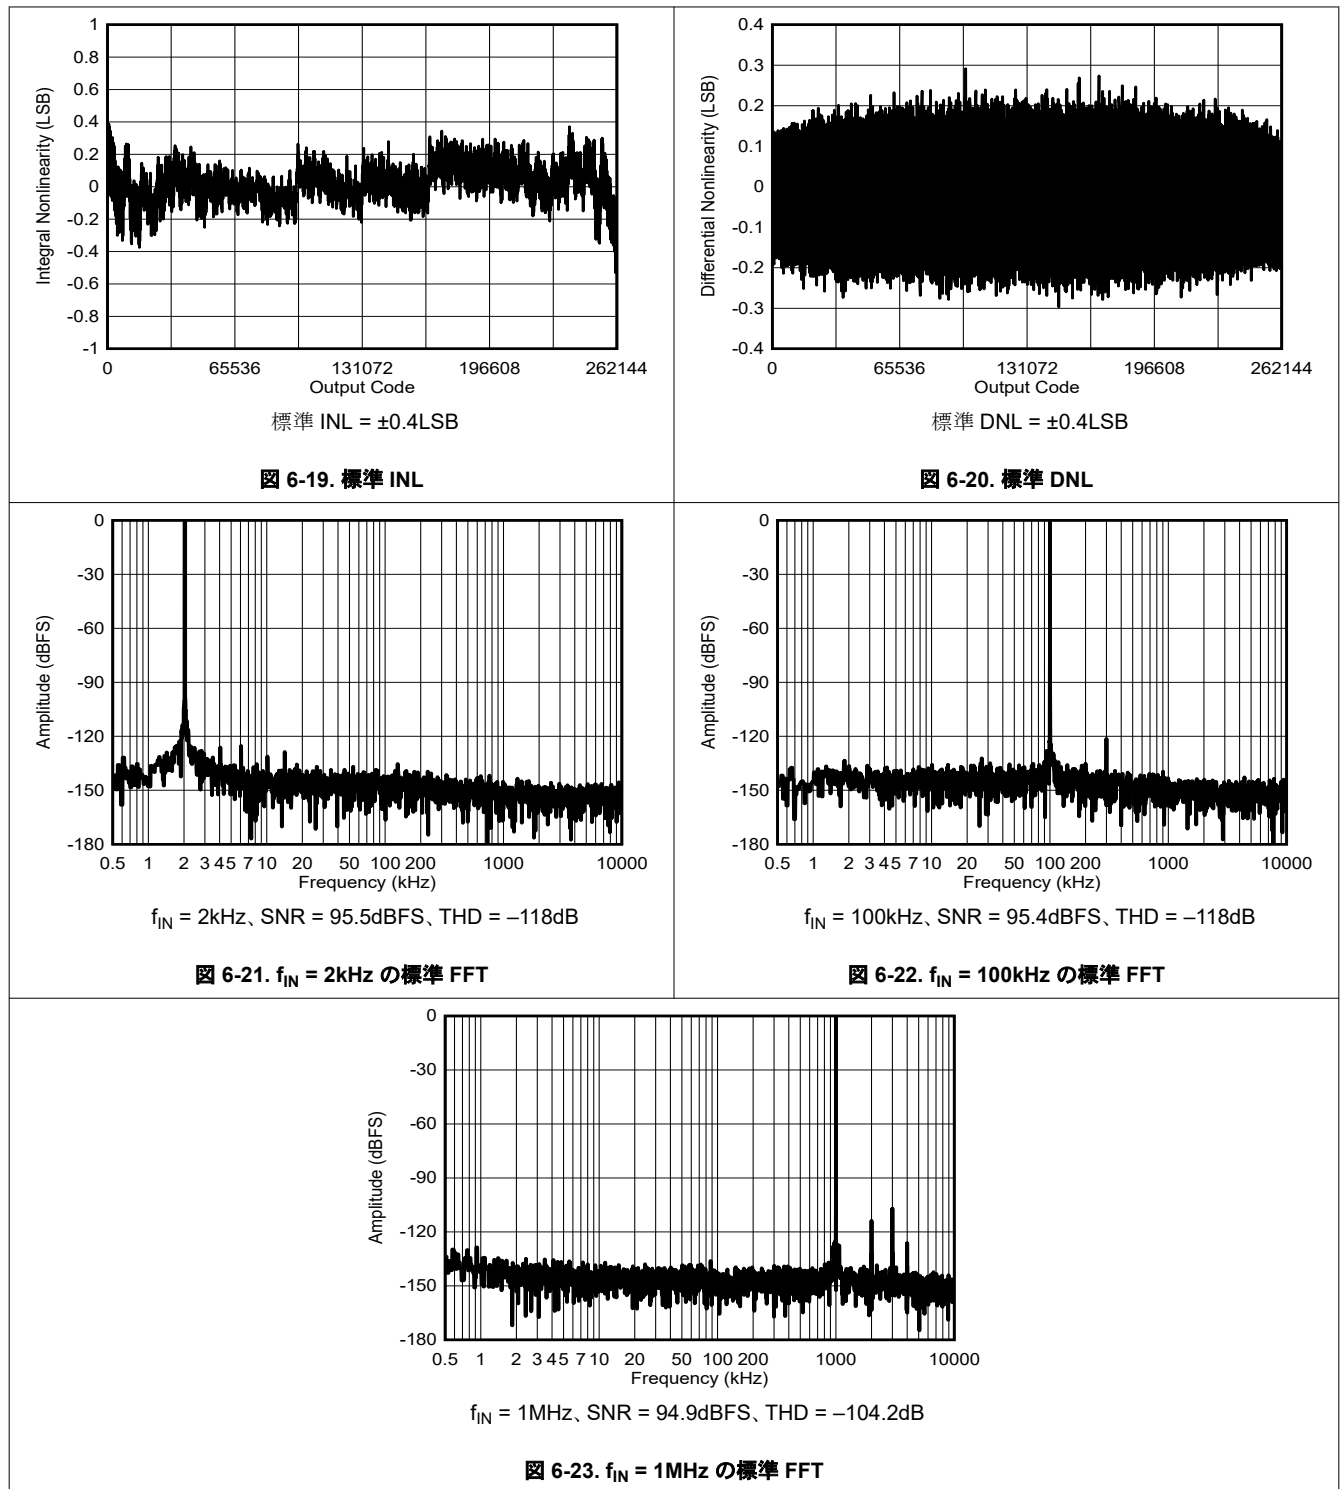 1
0.8
0.6
0.4
0.2
0
-0.2
-0.4
-0.6
-0.8
-1
Integral Nonlinearity (LSB)
0 65536 131072 196608 262144
Output Code
標準 INL = ±0.4LSB
図 6-19. 標準 INL
0.4
0.3
0.2
0.1
0
-0.1
-0.2
-0.3
-0.4
Differential Nonlinearity (LSB)
0 65536 131072 196608 262144
Output Code
標準 DNL = ±0.4LSB
図 6-20. 標準 DNL
0
-30
-60
-90
-120
-150
-180
Amplitude (dBFS)
0.5 1 2 3 4 5 7 10 20 50 100 200 1000 10000
Frequency (kHz)
fIN = 2kHz、SNR = 95.5dBFS、THD = –118dB
図 6-21. fIN = 2kHz の標準 FFT
0
-30
-60
-90
-120
-150
-180
Amplitude (dBFS)
0.5 1 2 3 4 5 7 10 20 50 100 200 1000 10000
Frequency (kHz)
fIN = 100kHz、SNR = 95.4dBFS、THD = –118dB
図 6-22. fIN = 100kHz の標準 FFT
0
-30
-60
-90
-120
-150
-180
Amplitude (dBFS)
0.5 1 2 3 4 5 7 10 20 50 100 200 1000 10000
Frequency (kHz)
fIN = 1MHz、SNR = 94.9dBFS、THD = –104.2dB
図 6-23. fIN = 1MHz の標準 FFT